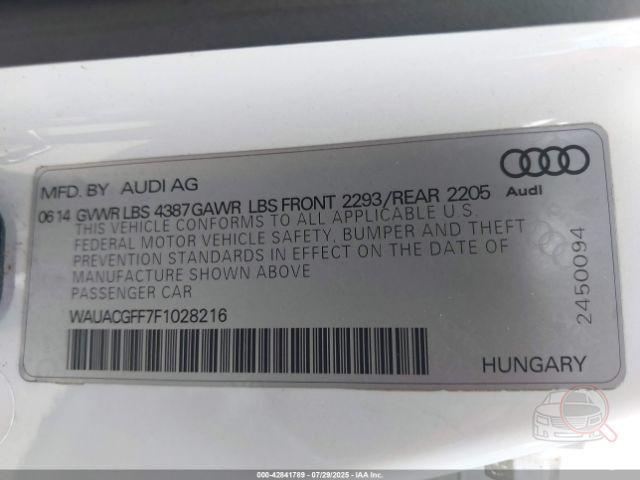 MFD. BY AUDI AG
Audi
06 14 GVWR LBS 4387 GAWR LBS FRONT 2293/REAR 2205
THIS VEHICLE CONFORMS TO ALL APPLICABLE U.S.
FEDERAL MOTOR VEHICLE SAFETY, BUMPER AND THEFT
PREVENTION STANDARDS IN EFFECT ON THE DATE OF
MANUFACTURE SHOWN ABOVE
PASSENGER CAR
WAUACGFF7F1028216
2450094
HUNGARY
00-42841789 - 07/29/2025 - IAA Inc.